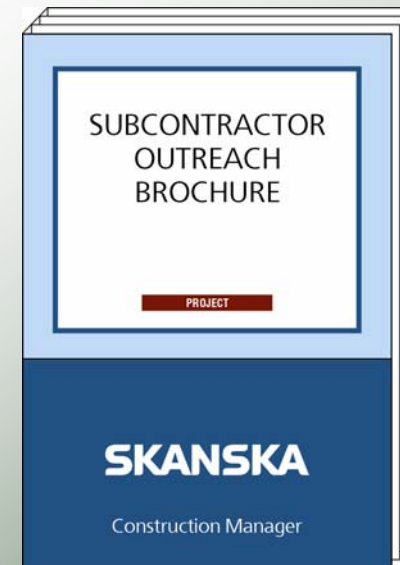 SUBCONTRACTOR
OUTREACH
BROCHURE
PROJECT
SKANSKA
Construction Manager